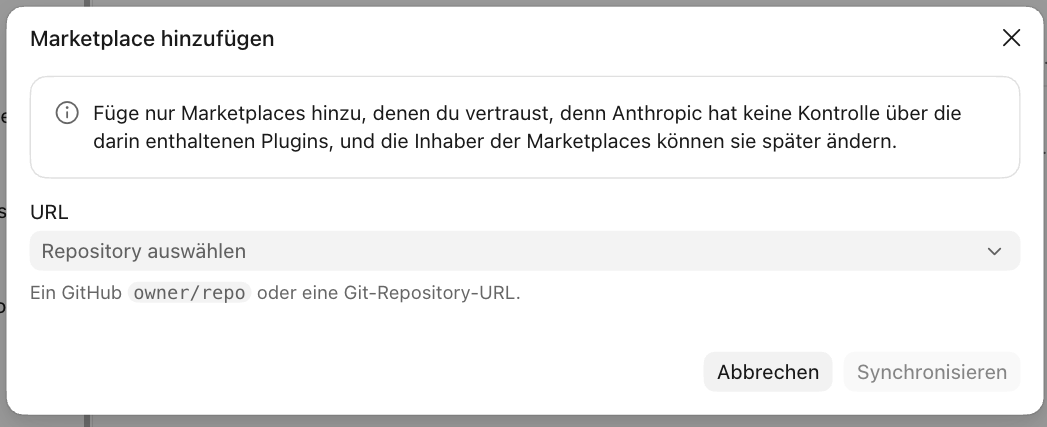 Marketplace hinzufügen
Füge nur Marketplaces hinzu, denen du vertraust, denn Anthropic hat keine Kontrolle über die
darin enthaltenen Plugins, und die Inhaber der Marketplaces können sie später ändern.
URL
Repository auswählen
Ein GitHub owner/repo oder eine Git-Repository-URL.
Abbrechen
Synchronisieren